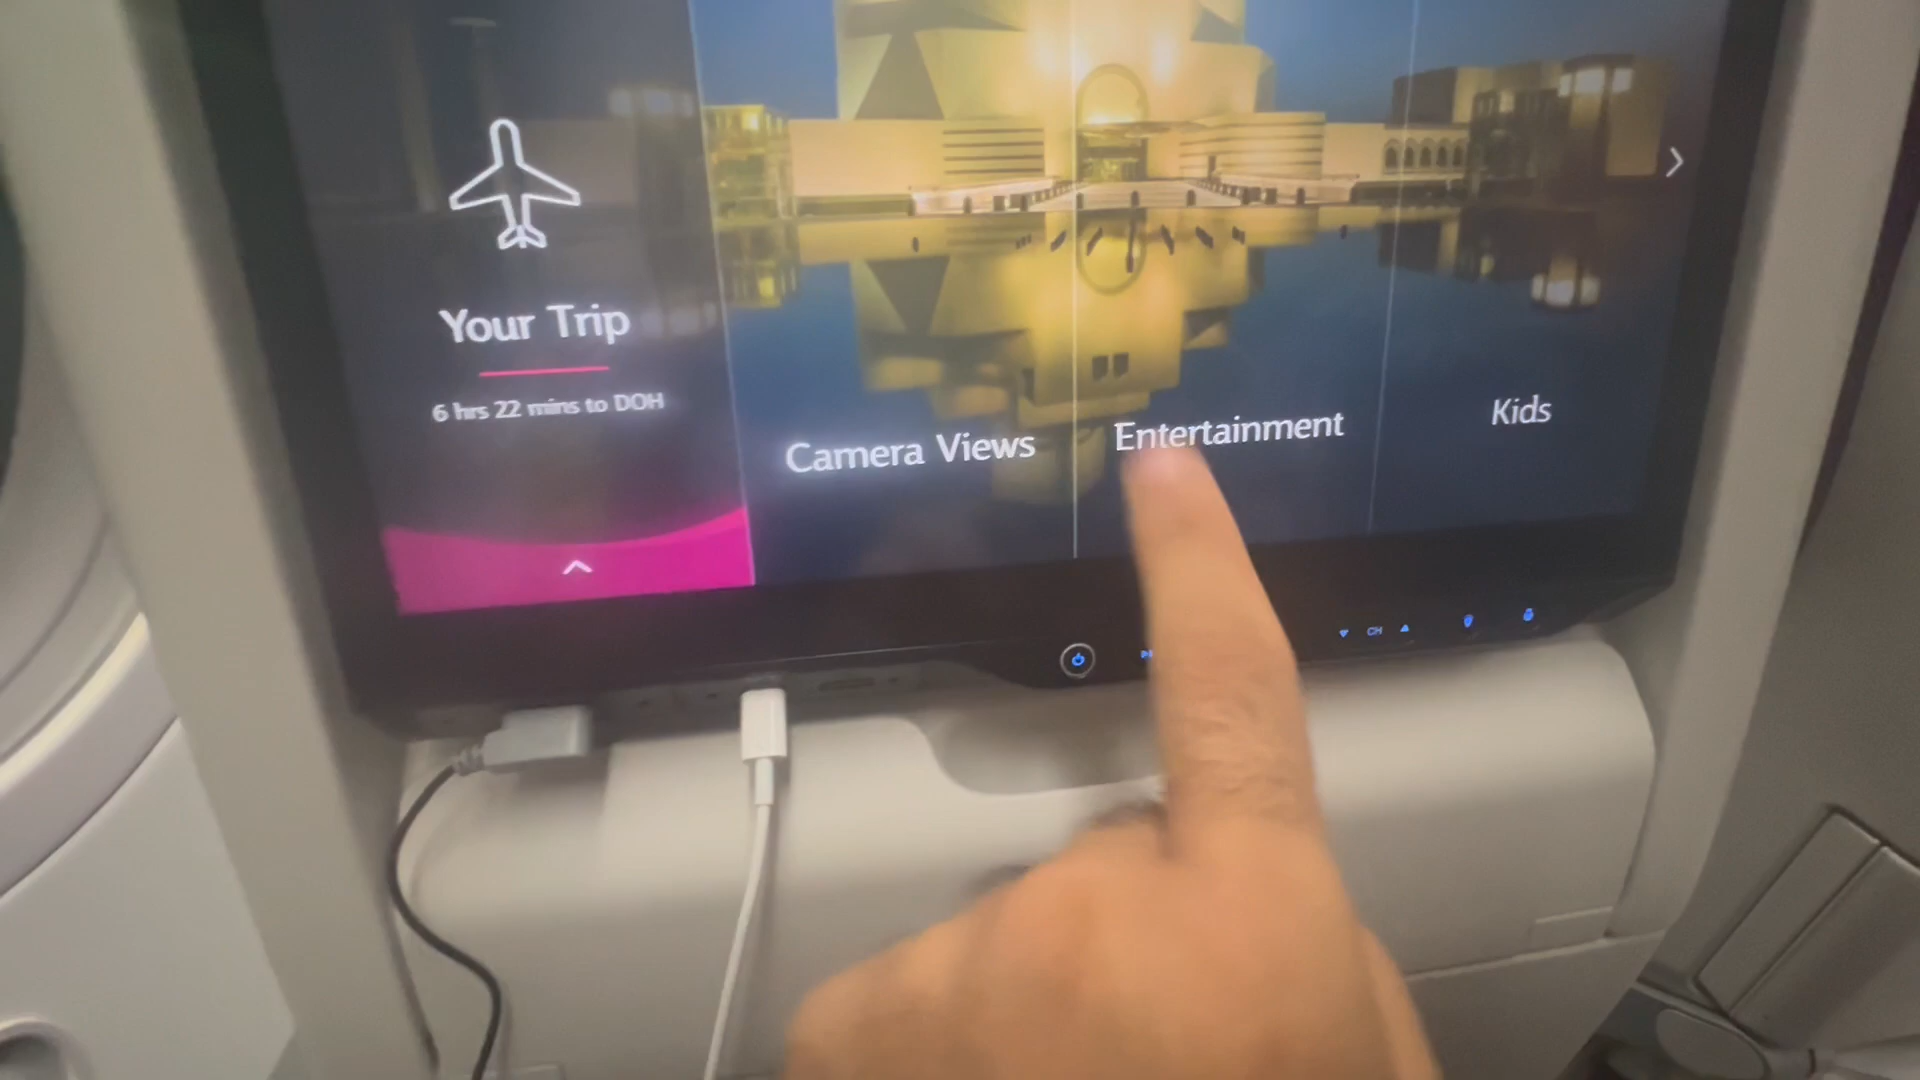 Your Trip
6 hrs 22 mins to DOH
Camera Views
Entertainment
Kids
CH